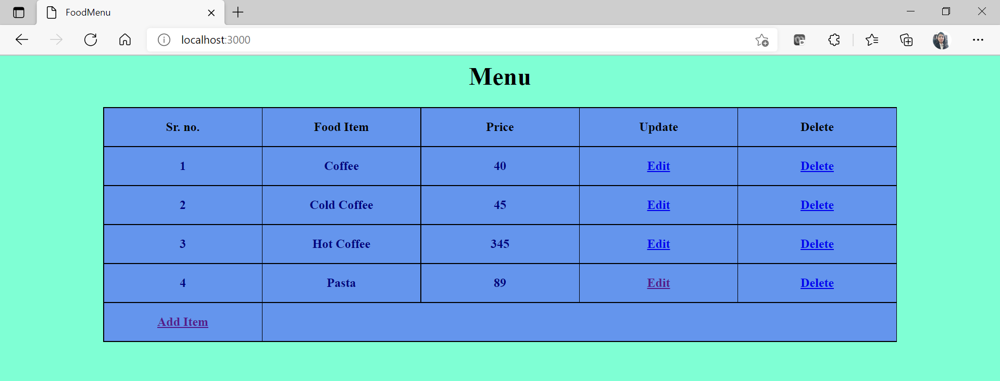 FoodMenu
localhost:3000
Menu
Sr. no. Food Item Price Update Delete
1 Coffee 40 Edit Delete
2 Cold Coffee 45 Edit Delete
3 Hot Coffee 345 Edit Delete
4 Pasta 89 Edit Delete
Add Item